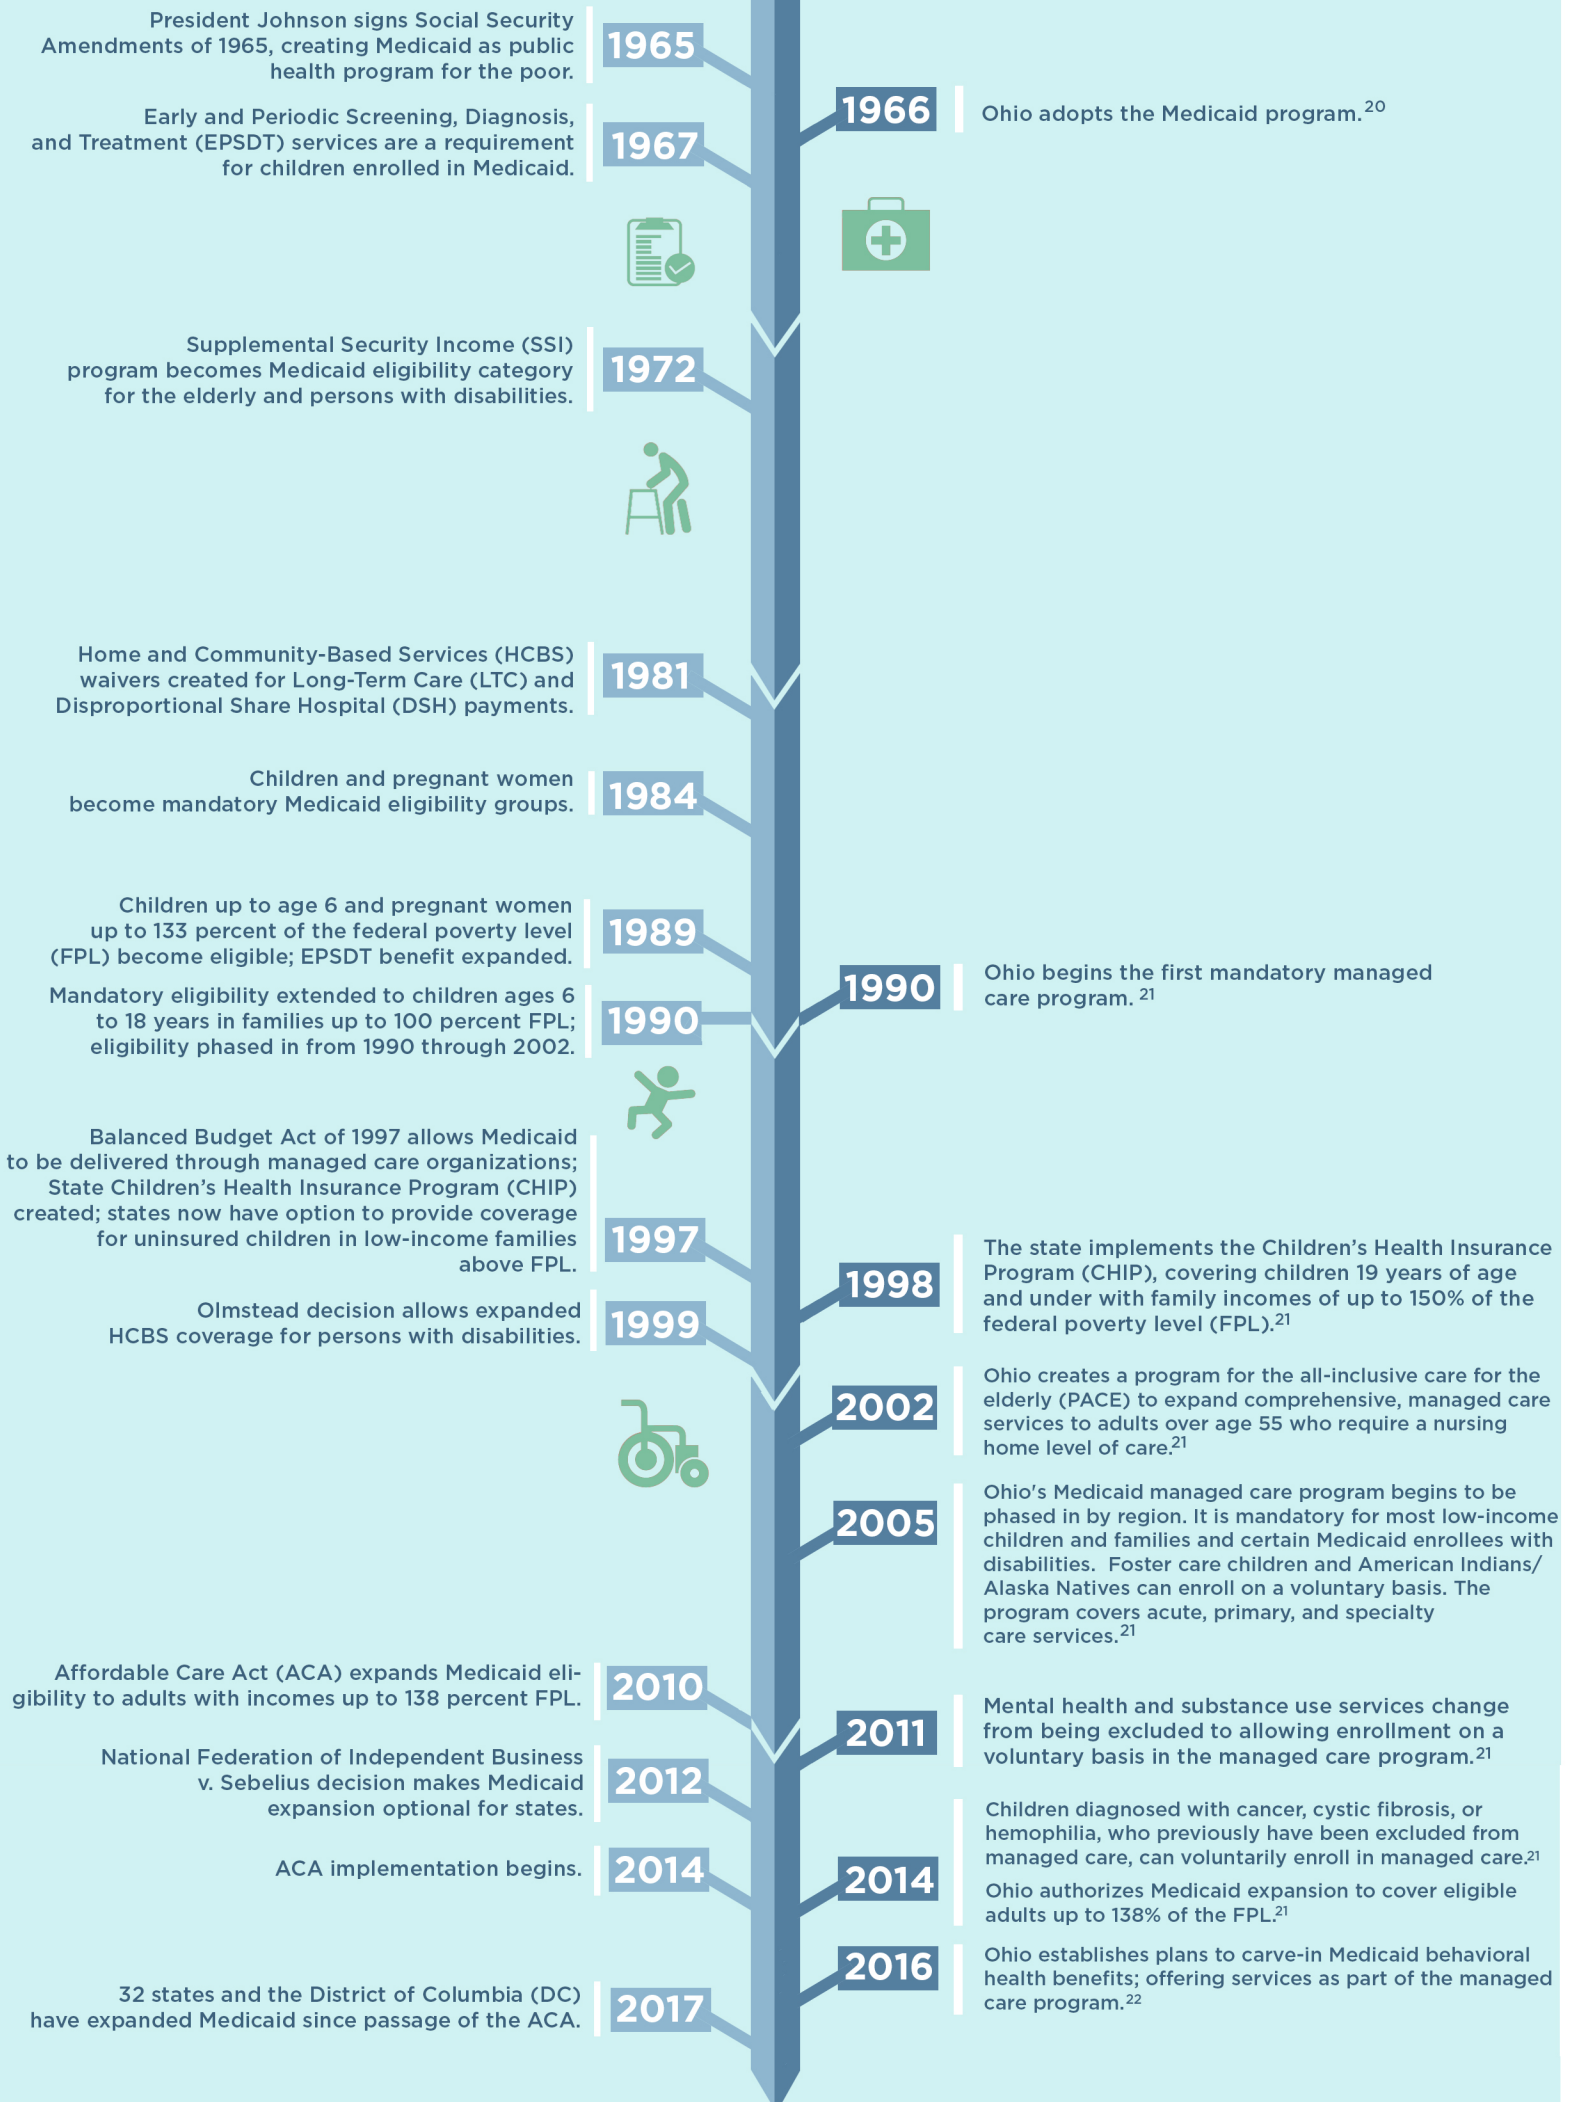 President Johnson signs Social Security
Amendments of 1965, creating Medicaid as public
health program for the poor.
1965
1966
Ohio adopts the Medicaid program.20
Early and Periodic Screening, Diagnosis,
and Treatment (EPSDT) services are a requirement
for children enrolled in Medicaid.
1967
Supplemental Security Income (SSI)
program becomes Medicaid eligibility category
for the elderly and persons with disabilities.
1972
Home and Community-Based Services (HCBS)
waivers created for Long-Term Care (LTC) and
Disproportional Share Hospital (DSH) payments.
1981
Children and pregnant women
become mandatory Medicaid eligibility groups.
1984
Children up to age 6 and pregnant women
up to 133 percent of the federal poverty level
(FPL) become eligible; EPSDT benefit expanded.
1989
1990
Ohio begins the first mandatory managed
care program. 21
Mandatory eligibility extended to children ages 6
to 18 years in families up to 100 percent FPL;
eligibility phased in from 1990 through 2002.
1990
Balanced Budget Act of 1997 allows Medicaid
to be delivered through managed care organizations;
State Children's Health Insurance Program (CHIP)
created; states now have option to provide coverage
for uninsured children in low-income families
above FPL.
1997
1998
The state implements the Children's Health Insurance
Program (CHIP), covering children 19 years of age
and under with family incomes of up to 150% of the
federal poverty level (FPL).21
Olmstead decision allows expanded
HCBS coverage for persons with disabilities.
1999
2002
Ohio creates a program for the all-inclusive care for the
elderly (PACE) to expand comprehensive, managed care
services to adults over age 55 who require a nursing
home level of care.21
2005
Ohio's Medicaid managed care program begins to be
phased in by region. It is mandatory for most low-income
children and families and certain Medicaid enrollees with
disabilities.  Foster care children and American Indians/
Alaska Natives can enroll on a voluntary basis. The
program covers acute, primary, and specialty
care services.21
Affordable Care Act (ACA) expands Medicaid eli-
gibility to adults with incomes up to 138 percent FPL.
2010
2011
Mental health and substance use services change
from being excluded to allowing enrollment on a
voluntary basis in the managed care program.21
National Federation of Independent Business
v. Sebelius decision makes Medicaid
expansion optional for states.
2012
ACA implementation begins.
2014
2014
Children diagnosed with cancer, cystic fibrosis, or
hemophilia, who previously have been excluded from
managed care, can voluntarily enroll in managed care.21
Ohio authorizes Medicaid expansion to cover eligible
adults up to 138% of the FPL.21
2016
Ohio establishes plans to carve-in Medicaid behavioral
health benefits; offering services as part of the managed
care program.22
32 states and the District of Columbia (DC)
have expanded Medicaid since passage of the ACA.
2017